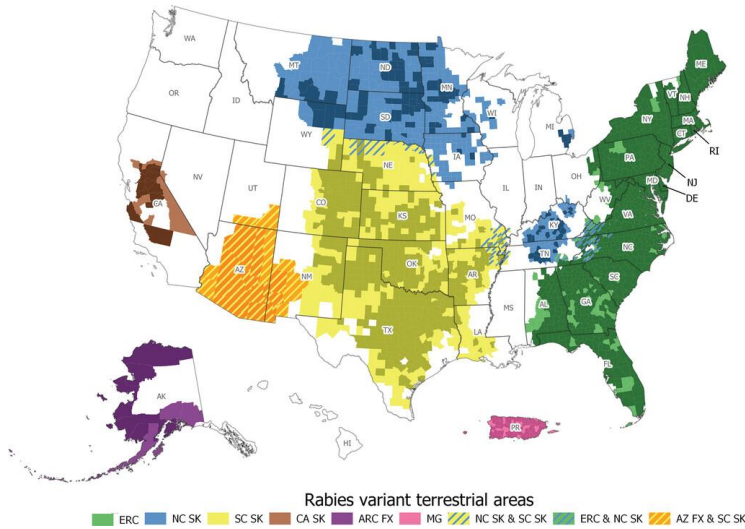 WA
MT
ND
MN
ME
VT
NH
OR
ID
SD
WI
MI
NY
MA
CT
RI
WY
IA
PA
NJ
NE
NV
UT
CO
IL
IN
OH
MD
DE
WV
VA
CA
KS
MO
KY
NC
TN
AZ
NM
OK
AR
SC
MS
AL
GA
TX
LA
FL
AK
HI
PR
Rabies variant terrestrial areas
ERC NC SK SC SK CA SK ARC FX MG NC SK & SC SK ERC & NC SK AZ FX & SC SK